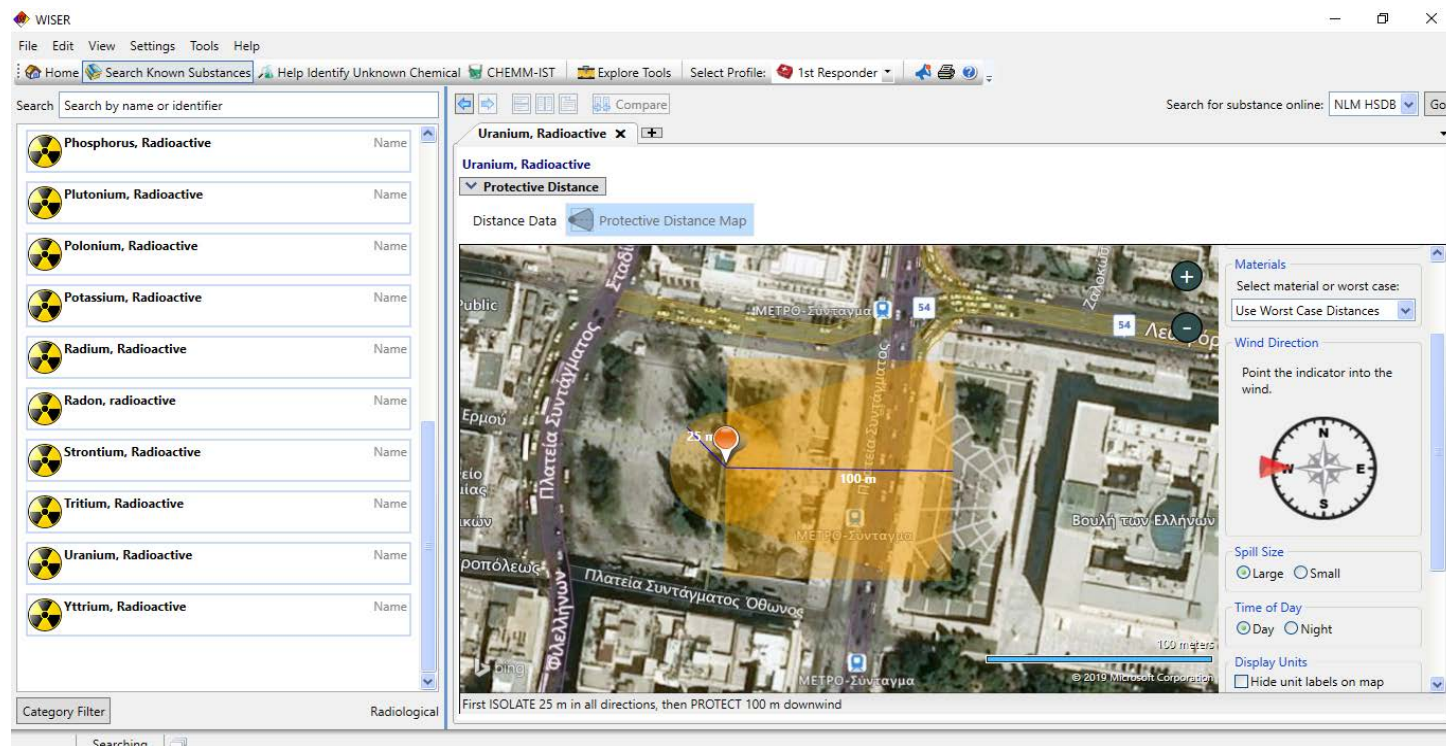 WISER
File Edit View Settings Tools Help
Home Search Known Substances Help Identify Unknown Chemical CHEMM-IST Explore Tools Select Profile: 1st Responder
Search Search by name or identifier
Phosphorus, Radioactive Name
Plutonium, Radioactive Name
Polonium, Radioactive Name
Potassium, Radioactive Name
Radium, Radioactive Name
Radon, radioactive Name
Strontium, Radioactive Name
Tritium, Radioactive Name
Uranium, Radioactive Name
Yttrium, Radioactive Name
Category Filter Radiological
Searching
Compare
Search for substance online: NLM HSDB Go
Uranium, Radioactive
Uranium, Radioactive
Protective Distance
Distance Data Protective Distance Map
Public
ΜΕΤΡΟ-Σύνταγμα
54
54
Ερμού
Πλατεία Συντάγματος
25 m
100 m
ΜΕΤΡΟ-Σύνταγμα
Βουλή των Ελλήνων
Πλατεία Συντάγματος Όθωνος
Φιλελλήνων
ΜΕΤΡΟ-Σύνταγμα
bing
100 meters
© 2019 Microsoft Corporation
First ISOLATE 25 m in all directions, then PROTECT 100 m downwind
Materials
Select material or worst case:
Use Worst Case Distances
Wind Direction
Point the indicator into the
wind.
N
W E
S
Spill Size
Large Small
Time of Day
Day Night
Display Units
Hide unit labels on map